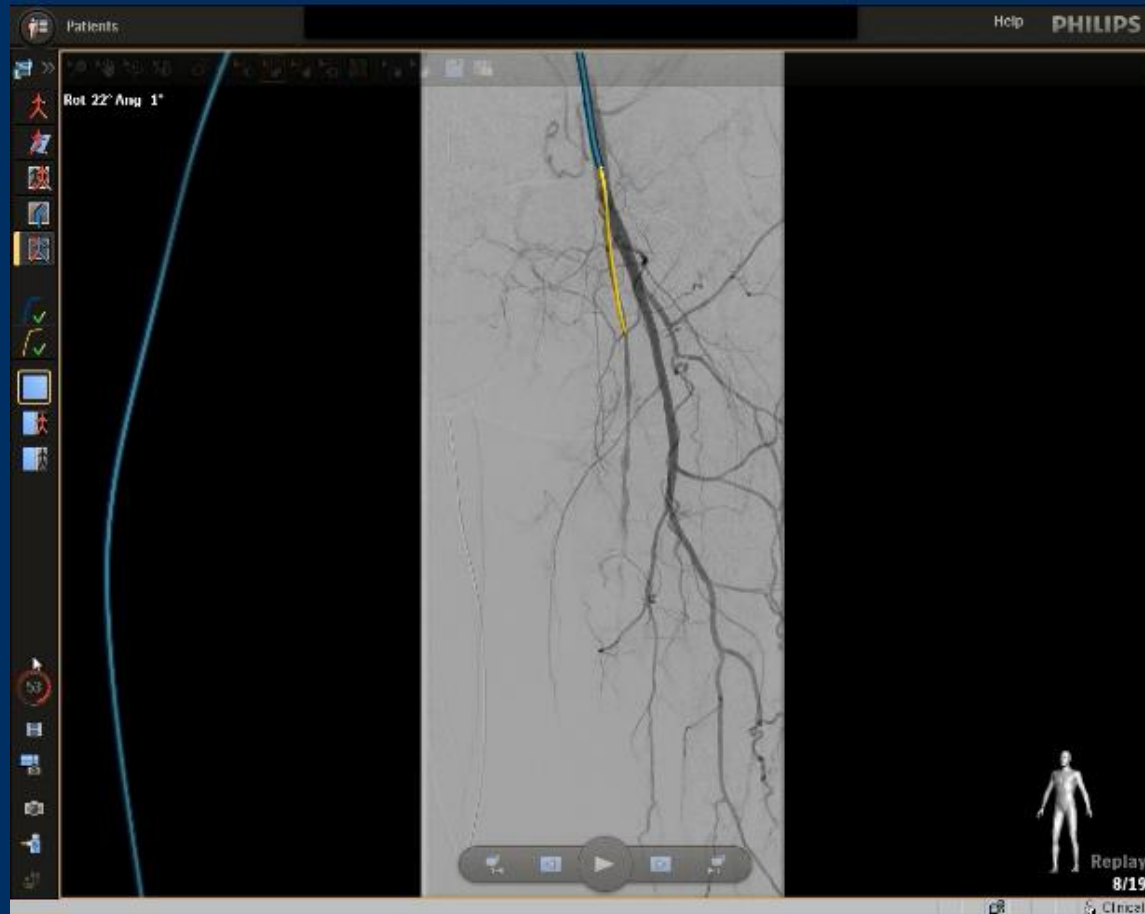 Patients
Help PHILIPS
Rot 22° Ang 1°
53
Replay
8/19
Clinical